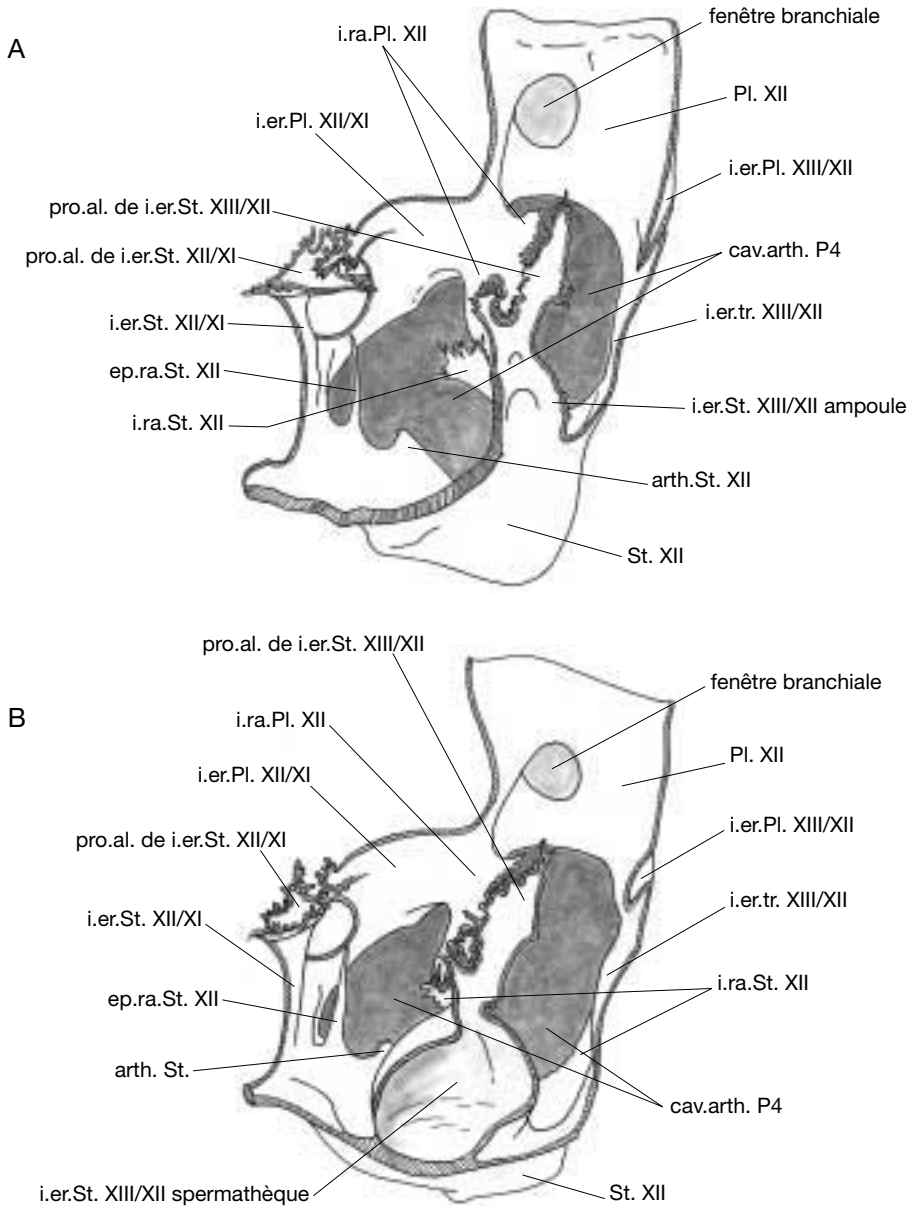 A
fenêtre branchiale
i.ra.Pl. XII
Pl. XII
i.er.Pl. XII/XI
i.er.Pl. XIII/XII
pro.al. de i.er.St. XIII/XII
pro.al. de i.er.St. XII/XI
cav.arth. P4
i.er.St. XII/XI
i.er.tr. XIII/XII
ep.ra.St. XII
i.ra.St. XII
i.er.St. XIII/XII ampoule
arth.St. XII
St. XII
B
pro.al. de i.er.St. XIII/XII
fenêtre branchiale
i.ra.Pl. XII
Pl. XII
i.er.Pl. XII/XI
i.er.Pl. XIII/XII
pro.al. de i.er.St. XII/XI
i.er.tr. XIII/XII
i.er.St. XII/XI
i.ra.St. XII
ep.ra.St. XII
arth. St.
cav.arth. P4
i.er.St. XIII/XII spermathèque
St. XII